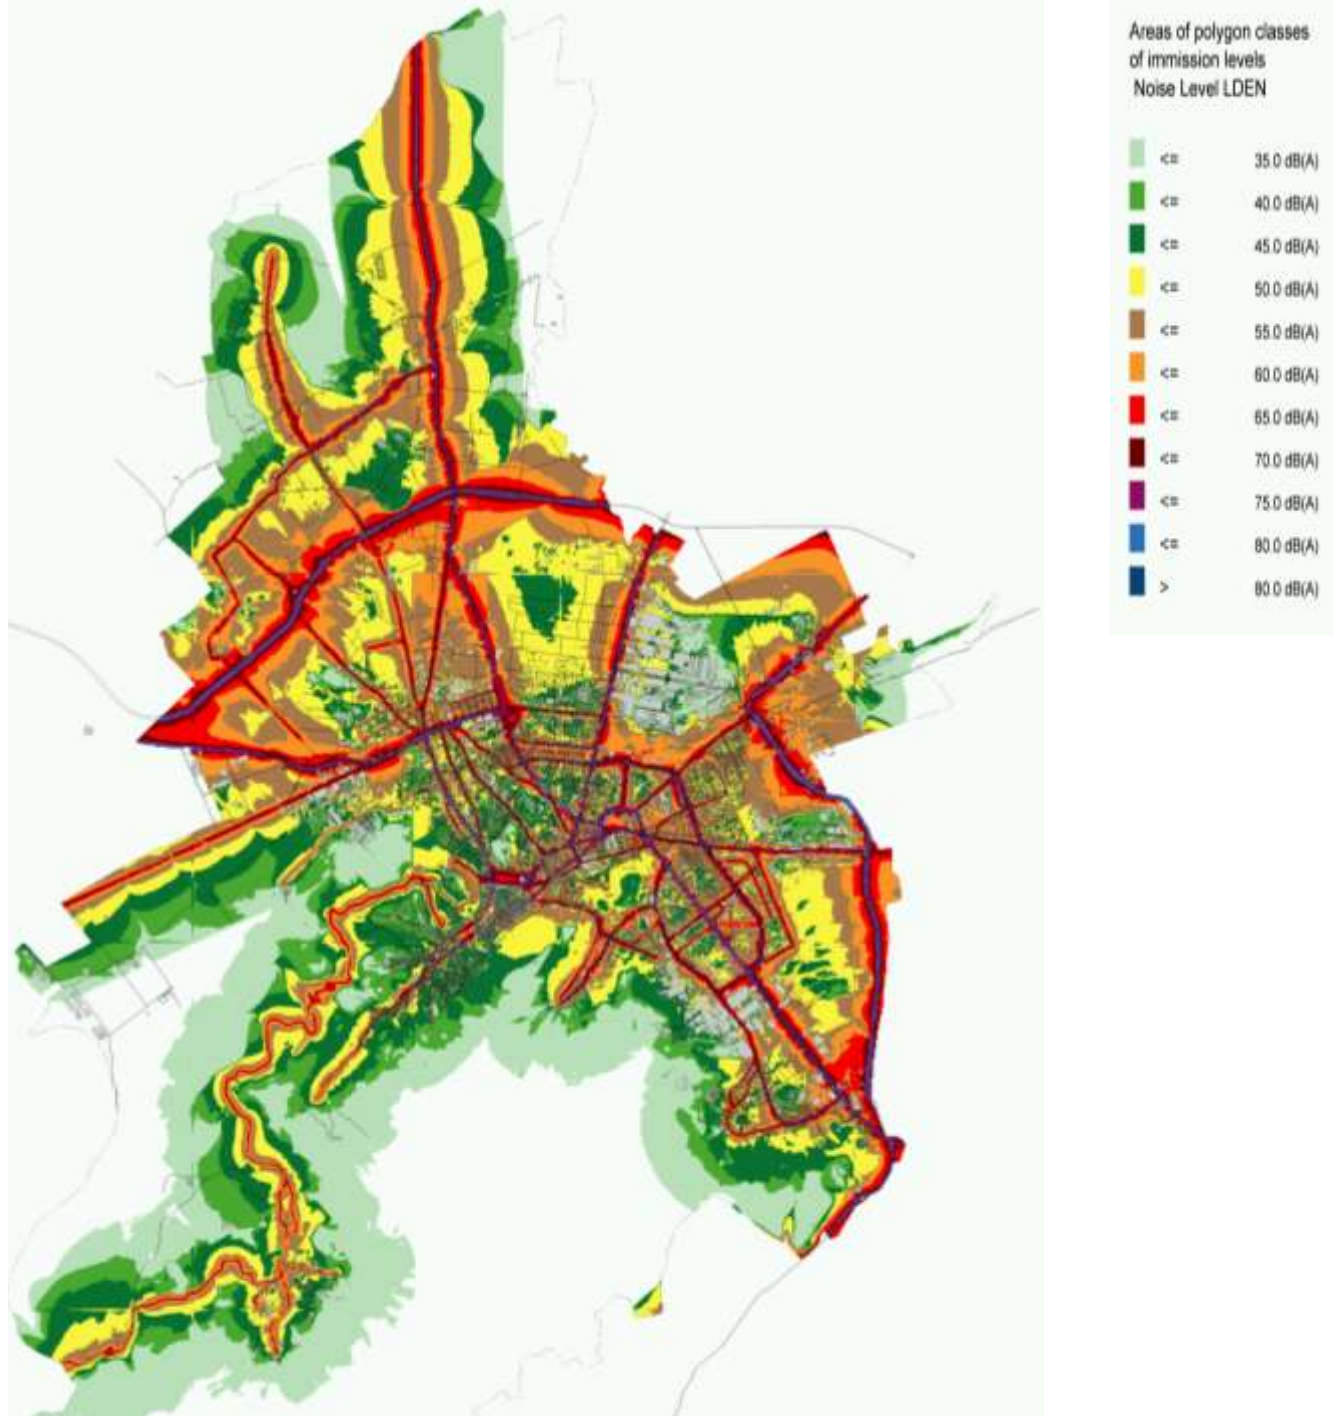 Areas of polygon classes
of immission levels
Noise Level LDEN
<= 35.0 dB(A)
<= 40.0 dB(A)
<= 45.0 dB(A)
<= 50.0 dB(A)
<= 55.0 dB(A)
<= 60.0 dB(A)
<= 65.0 dB(A)
<= 70.0 dB(A)
<= 75.0 dB(A)
<= 80.0 dB(A)
> 80.0 dB(A)